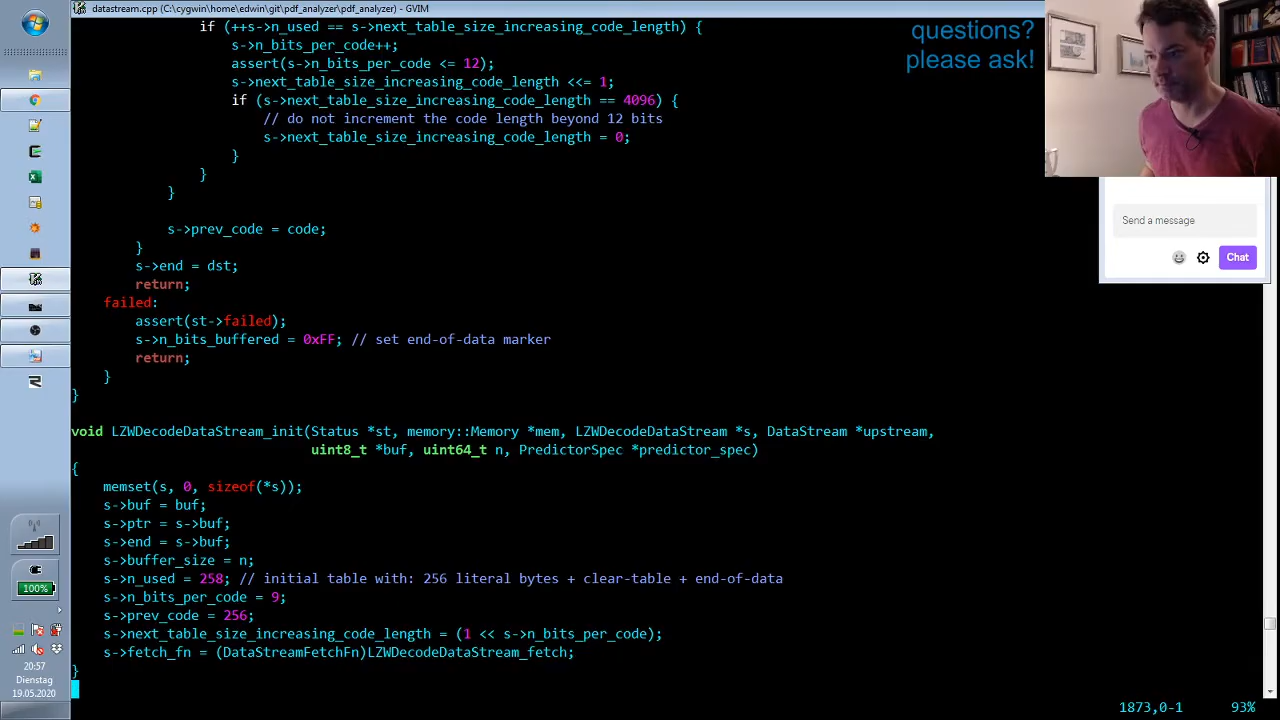 datastream.cpp (C:\cygwin\home\edwin\git\pdf_analyzer\pdf_analyzer) - GVIM
if (++s->n_used == s->next_table_size_increasing_code_length) {
s->n_bits_per_code++;
assert(s->n_bits_per_code <= 12);
s->next_table_size_increasing_code_length <<= 1;
if (s->next_table_size_increasing_code_length == 4096) {
// do not increment the code length beyond 12 bits
s->next_table_size_increasing_code_length = 0;
}
}
}
s->prev_code = code;
}
s->end = dst;
return;
failed:
assert(st->failed);
s->n_bits_buffered = 0xFF; // set end-of-data marker
return;
}
}
void LZWDecodeDataStream_init(Status *st, memory::Memory *mem, LZWDecodeDataStream *s, DataStream *upstream,
uint8_t *buf, uint64_t n, PredictorSpec *predictor_spec)
{
memset(s, 0, sizeof(*s));
s->buf = buf;
s->ptr = s->buf;
s->end = s->buf;
s->buffer_size = n;
s->n_used = 258; // initial table with: 256 literal bytes + clear-table + end-of-data
s->n_bits_per_code = 9;
s->prev_code = 256;
s->next_table_size_increasing_code_length = (1 << s->n_bits_per_code);
s->fetch_fn = (DataStreamFetchFn)LZWDecodeDataStream_fetch;
}
1873,0-1 93%
questions?
please ask!
Send a message
Chat
100%
20:57
Dienstag
19.05.2020